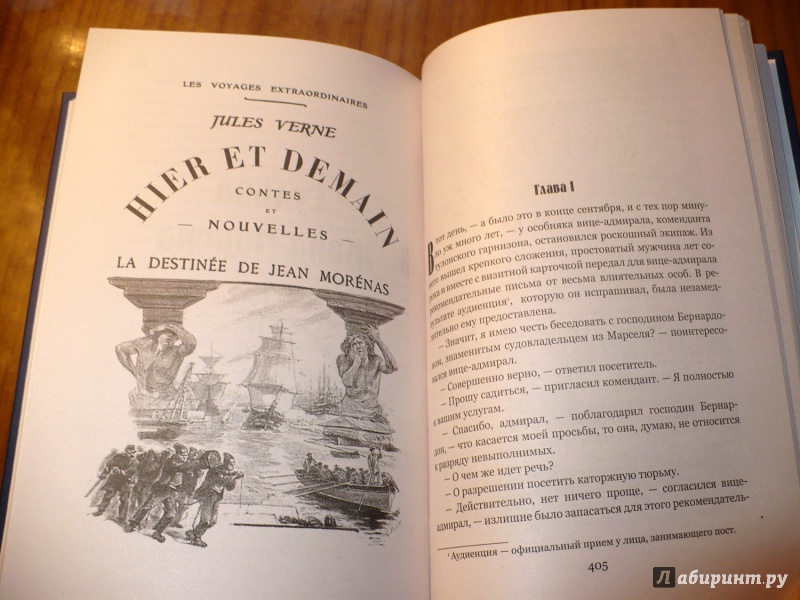 LES VOYAGES EXTRAORDINAIRES
JULES VERNE
HIER ET DEMAIN
CONTES
ET
— NOUVELLES —
LA DESTINÉE DE JEAN MORÉNAS
Глава I
В тот день, — а было это в конце сентября, и с тех пор мину-
ло уж много лет, — у особняка вице-адмирала, коменданта
тулонского гарнизона, остановился роскошный экипаж. Из
него вышел крепкого сложения, простоватый мужчина лет со-
рока и вместе с визитной карточкой передал для вице-адмирала
рекомендательные письма от весьма влиятельных особ. В ре-
зультате аудиенция¹, которую он испрашивал, была незамед-
лительно ему предоставлена.
— Значит, я имею честь беседовать с господином Бернардо-
ном, знаменитым судовладельцем из Марселя? — поинтересо-
вался вице-адмирал.
— Совершенно верно, — ответил посетитель.
— Прошу садиться, — пригласил комендант. — Я полностью
к вашим услугам.
— Спасибо, адмирал, — поблагодарил господин Бернар-
дон, — что касается моей просьбы, то она, думаю, не относится
к разряду невыполнимых.
— О чем же идет речь?
— О разрешении посетить каторжную тюрьму.
— Действительно, нет ничего проще, — согласился вице-
адмирал, — излишне было запасаться для этого рекомендатель-
¹ Аудиенция — официальный прием у лица, занимающего пост.
405
Лабиринт.ру